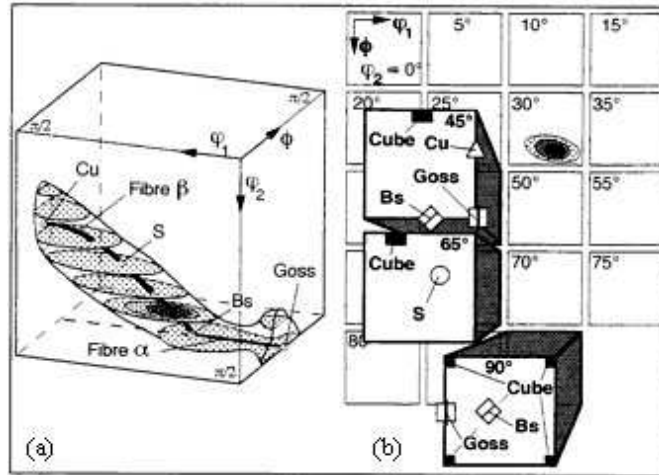 π/2
π/2
φ₁
Φ
φ₂
Cu
Fibre β
S
Bs
Goss
Fibre α
π/2
(a)
φ₁
Φ
φ₂ = 0°
5°
10°
15°
20°
25°
30°
35°
45°
Cube
Cu
Bs
Goss
50°
55°
65°
Cube
S
70°
75°
90°
Cube
Bs
Goss
(b)